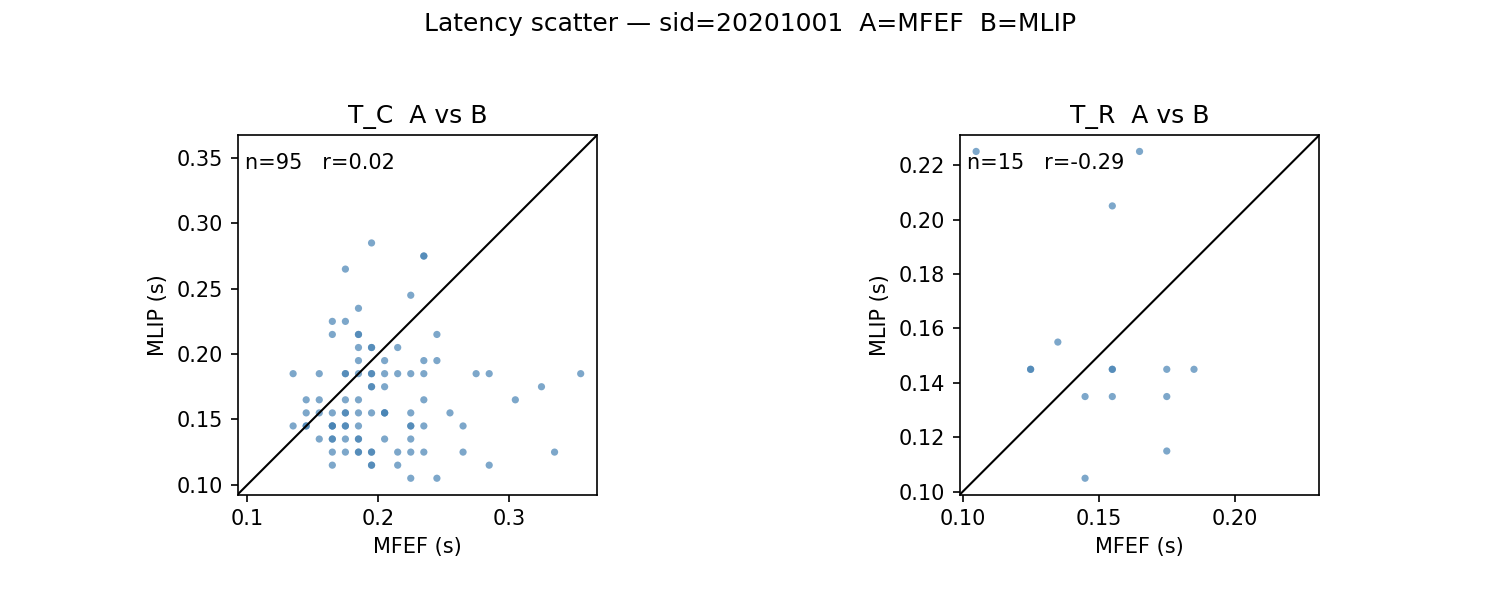 Latency scatter — sid=20201001  A=MFEF  B=MLIP
T_C  A vs B
n=95   r=0.02
0.35
0.30
0.25
0.20
0.15
0.10
MLIP (s)
0.1
0.2
0.3
MFEF (s)
T_R  A vs B
n=15   r=-0.29
0.22
0.20
0.18
0.16
0.14
0.12
0.10
MLIP (s)
0.10
0.15
0.20
MFEF (s)